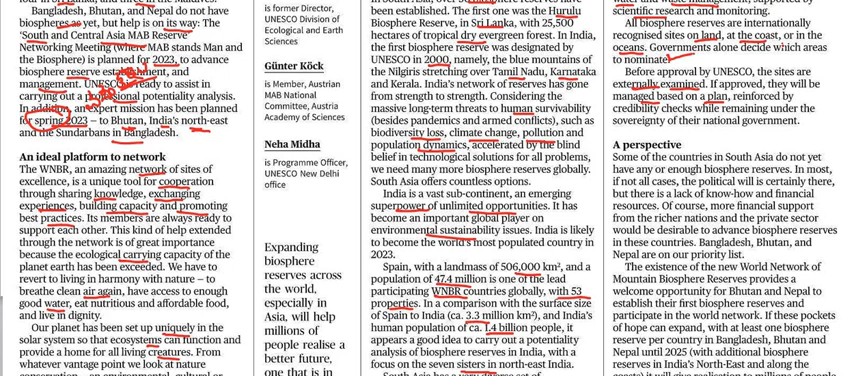 Bangladesh, Bhutan, and Nepal do not have
biospheres as yet, but help is on its way: The
'South and Central Asia MAB Reserve
Networking Meeting (where MAB stands Man and
the Biosphere) is planned for 2023, to advance
biosphere reserve establishment, and
management. UNESCO is ready to assist in
carrying out a professional potentiality analysis.
In addition, an expert mission has been planned
for spring 2023 — to Bhutan, India's north-east
and the Sundarbans in Bangladesh.
An ideal platform to network
The WNBR, an amazing network of sites of
excellence, is a unique tool for cooperation
through sharing knowledge, exchanging
experiences, building capacity and promoting
best practices. Its members are always ready to
support each other. This kind of help extended
through the network is of great importance
because the ecological carrying capacity of the
planet earth has been exceeded. We have to
revert to living in harmony with nature — to
breathe clean air again, have access to enough
good water, eat nutritious and affordable food,
and live in dignity.
Our planet has been set up uniquely in the
solar system so that ecosystems can function and
provide a home for all living creatures. From
whatever vantage point we look at nature
is former Director,
UNESCO Division of
Ecological and Earth
Sciences
Günter Köck
is Member, Austrian
MAB National
Committee, Austria
Academy of Sciences
Neha Midha
is Programme Officer,
UNESCO New Delhi
office
Expanding
biosphere
reserves across
the world,
especially in
Asia, will help
millions of
people realise a
better future,
one that is in
been established. The first one was the Hurulu
Biosphere Reserve, in Sri Lanka, with 25,500
hectares of tropical dry evergreen forest. In India,
the first biosphere reserve was designated by
UNESCO in 2000, namely, the blue mountains of
the Nilgiris stretching over Tamil Nadu, Karnataka
and Kerala. India's network of reserves has gone
from strength to strength. Considering the
massive long-term threats to human survivability
(besides pandemics and armed conflicts), such as
biodiversity loss, climate change, pollution and
population dynamics, accelerated by the blind
belief in technological solutions for all problems,
we need many more biosphere reserves globally.
South Asia offers countless options.
India is a vast sub-continent, an emerging
superpower of unlimited opportunities. It has
become an important global player on
environmental sustainability issues. India is likely
to become the world's most populated country in
2023.
Spain, with a landmass of 506,000 km², and a
population of 47.4 million is one of the lead
participating WNBR countries globally, with 53
properties. In a comparison with the surface size
of Spain to India (ca. 3.3 million km²), and India's
human population of ca. 1.4 billion people, it
appears a good idea to carry out a potentiality
analysis of biosphere reserves in India, with a
focus on the seven sisters in north-east India.
scientific research and monitoring.
All biosphere reserves are internationally
recognised sites on land, at the coast, or in the
oceans. Governments alone decide which areas
to nominate.
Before approval by UNESCO, the sites are
externally examined. If approved, they will be
managed based on a plan, reinforced by
credibility checks while remaining under the
sovereignty of their national government.
A perspective
Some of the countries in South Asia do not yet
have any or enough biosphere reserves. In most,
if not all cases, the political will is certainly there,
but there is a lack of know-how and financial
resources. Of course, more financial support
from the richer nations and the private sector
would be desirable to advance biosphere reserves
in these countries. Bangladesh, Bhutan, and
Nepal are on our priority list.
The existence of the new World Network of
Mountain Biosphere Reserves provides a
welcome opportunity for Bhutan and Nepal to
establish their first biosphere reserves and
participate in the world network. If these pockets
of hope can expand, with at least one biosphere
reserve per country in Bangladesh, Bhutan and
Nepal until 2025 (with additional biosphere
reserves in India's North-East and along the